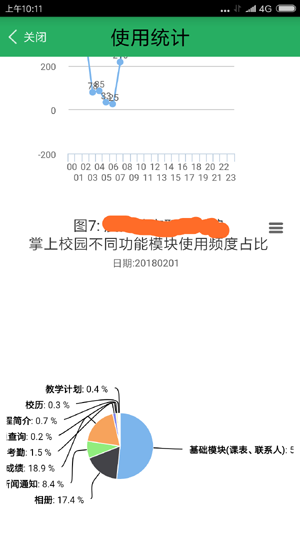 上午10:11
4G
关闭
使用统计
200
78
85
33
25
0
-200
00 02 04 06 08 10 12 14 16 18 20 22
01 03 05 07 09 11 13 15 17 19 21 23
图7:
掌上校园不同功能模块使用频度占比
日期:20180201
教学计划: 0.4 %
校历: 0.3 %
程简介: 0.7 %
查询: 0.2 %
考勤: 1.5 %
成绩: 18.9 %
新闻通知: 8.4 %
相册: 17.4 %
基础模块(课表、联系人): 5